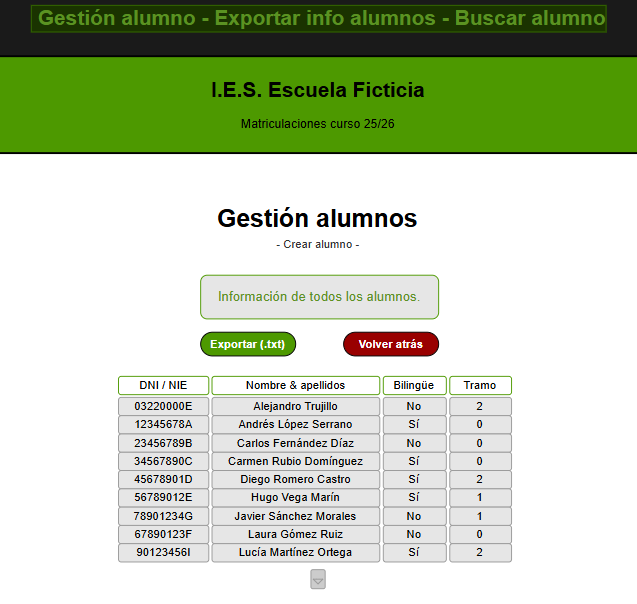 Gestión alumno - Exportar info alumnos - Buscar alumno
I.E.S. Escuela Ficticia
Matriculaciones curso 25/26
Gestión alumnos
- Crear alumno -
Información de todos los alumnos.
Exportar (.txt) Volver atrás
DNI / NIE Nombre & apellidos Bilingüe Tramo
03220000E Alejandro Trujillo No 2
12345678A Andrés López Serrano Sí 0
23456789B Carlos Fernández Díaz No 0
34567890C Carmen Rubio Domínguez Sí 0
45678901D Diego Romero Castro Sí 2
56789012E Hugo Vega Marín Sí 1
78901234G Javier Sánchez Morales No 1
67890123F Laura Gómez Ruiz No 0
90123456I Lucía Martínez Ortega Sí 2